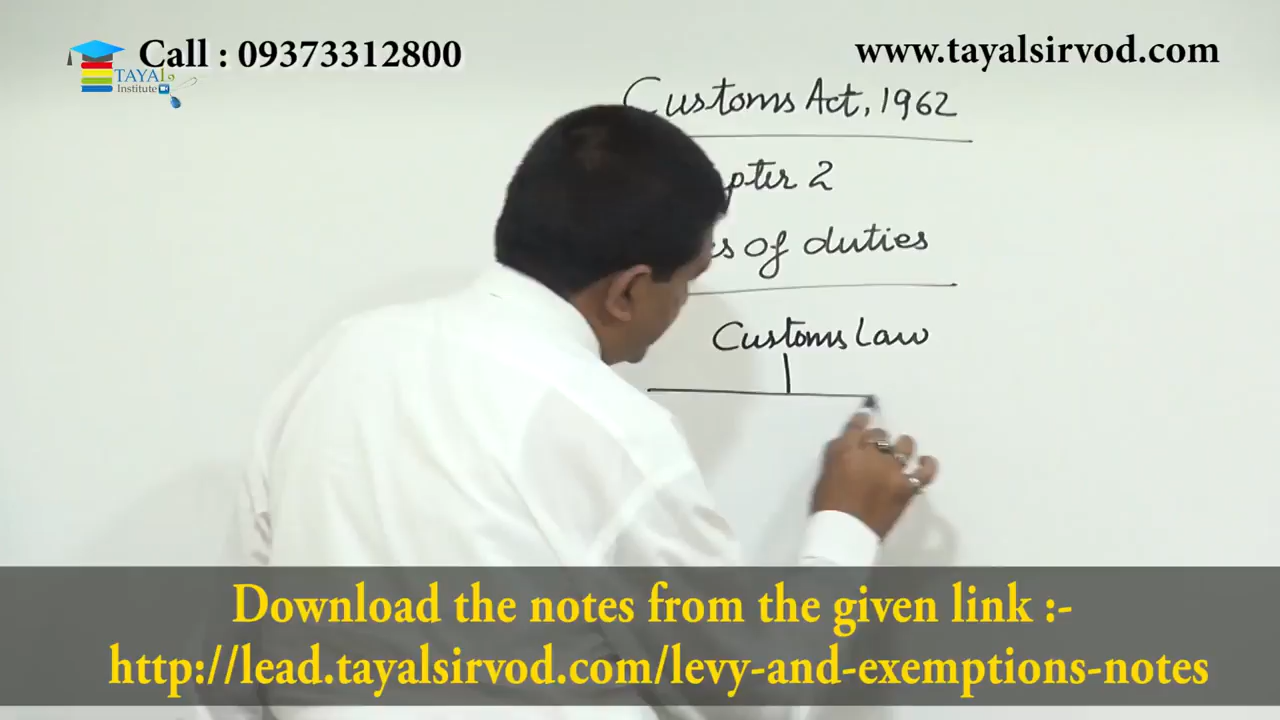 Call : 09373312800
www.tayalsirvod.com
TAYAL
Institute
Customs Act, 1962
pter 2
of duties
Customs Law
Download the notes from the given link :-
http://lead.tayalsirvod.com/levy-and-exemptions-notes